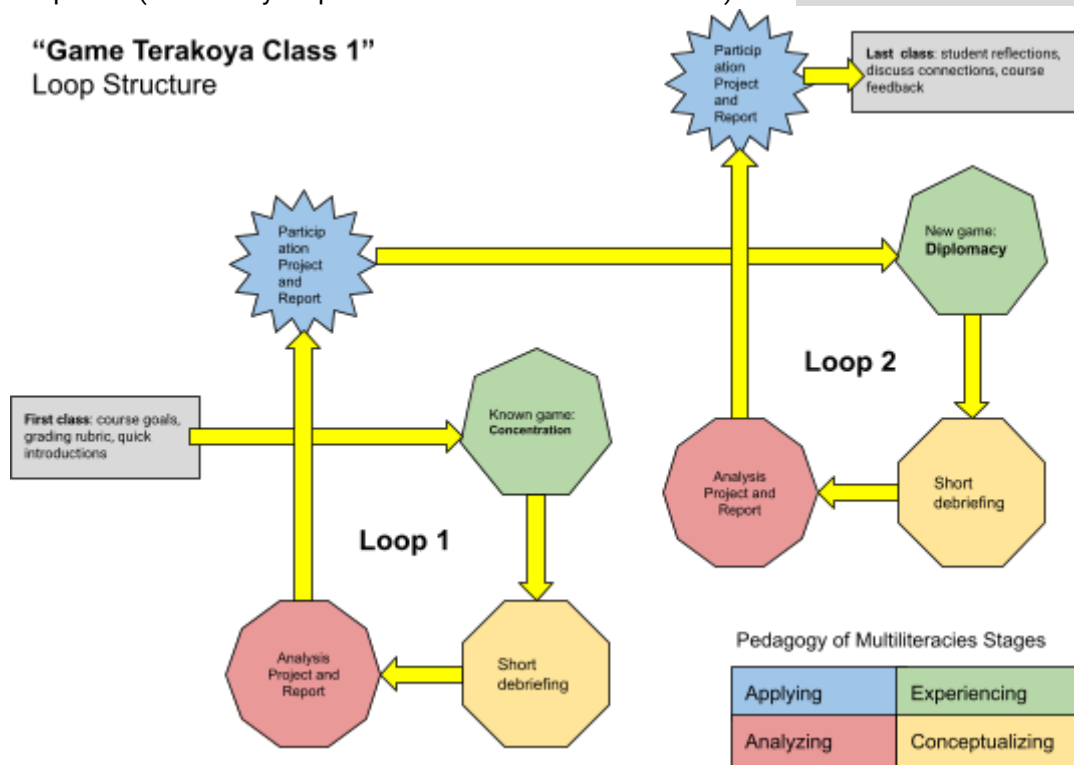 “Game Terakoya Class 1”
Loop Structure
Particip
ation
Project
and
Report
Last class: student reflections,
discuss connections, course
feedback
Particip
ation
Project
and
Report
New game:
Diplomacy
Loop 2
First class: course goals,
grading rubric, quick
introductions
Known game:
Concentration
Analysis
Project and
Report
Short
debriefing
Loop 1
Analysis
Project and
Report
Short
debriefing
Pedagogy of Multiliteracies Stages
Applying
Experiencing
Analyzing
Conceptualizing